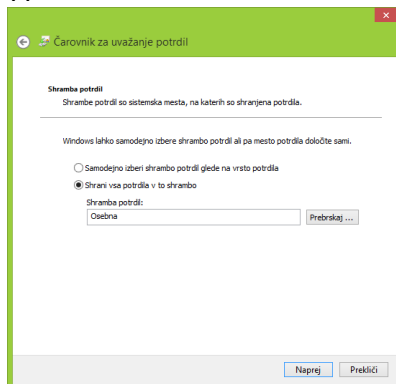 Čarovnik za uvažanje potrdil
Shramba potrdil
Shrambe potrdil so sistemska mesta, na katerih so shranjena potrdila.
Windows lahko samodejno izbere shrambo potrdil ali pa mesto potrdila določite sami.
Samodejno izberi shrambo potrdil glede na vrsto potrdila
Shrani vsa potrdila v to shrambo
Shramba potrdil:
Osebna
Prebrskaj ...
Naprej
Prekliči